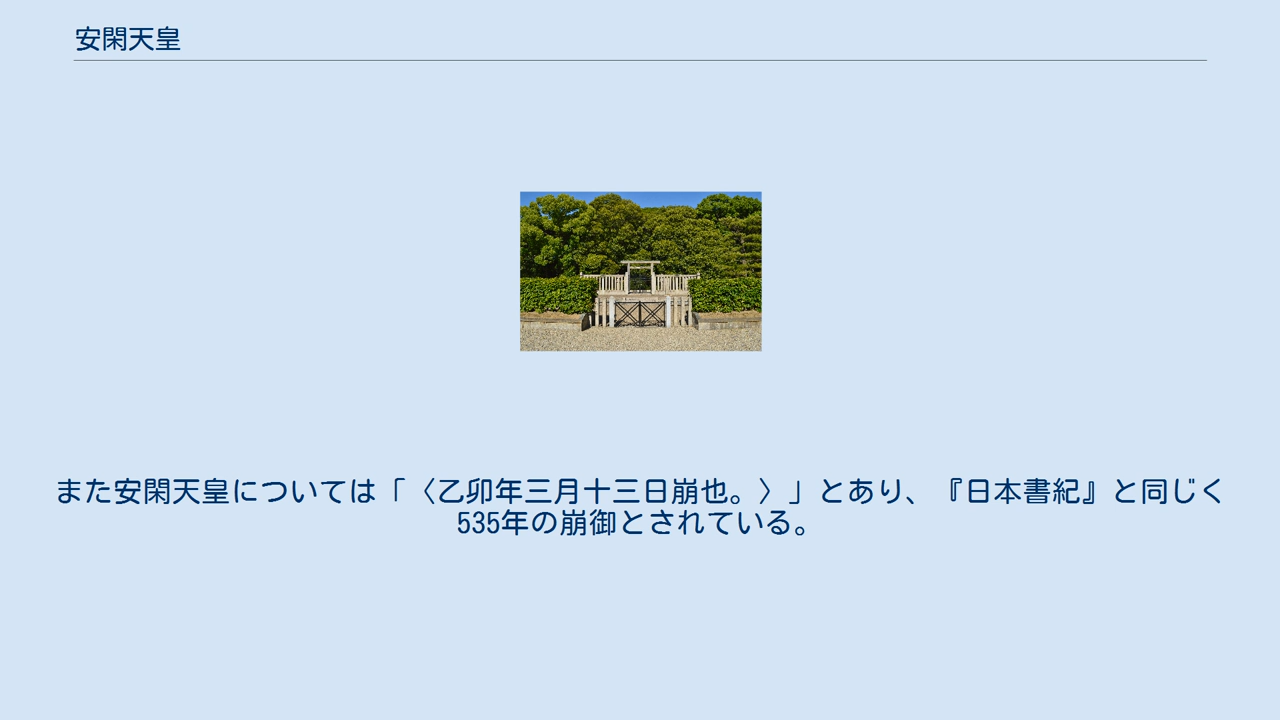 安閑天皇
また安閑天皇については「〈乙卯年三月十三日崩也。〉」とあり、『日本書紀』と同じく
535年の崩御とされている。